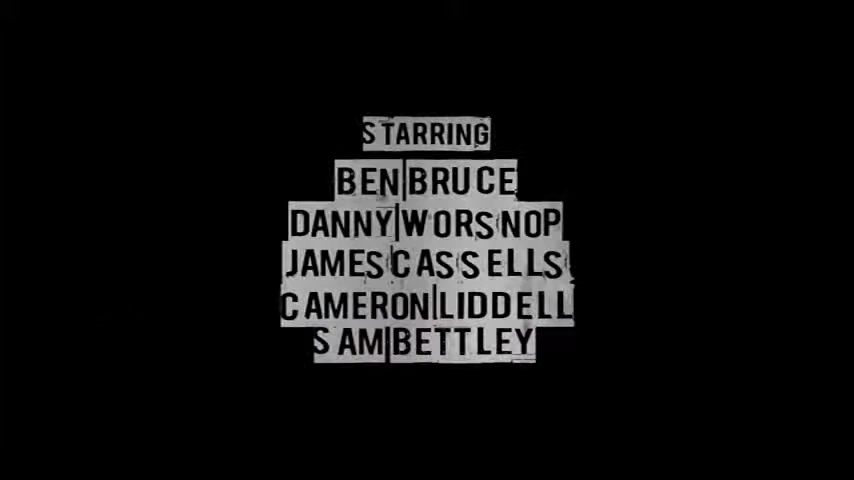 STARRING
BEN BRUCE
DANNY WORSNOP
JAMES CASSELLS
CAMERON LIDDELL
SAM BETTLEY